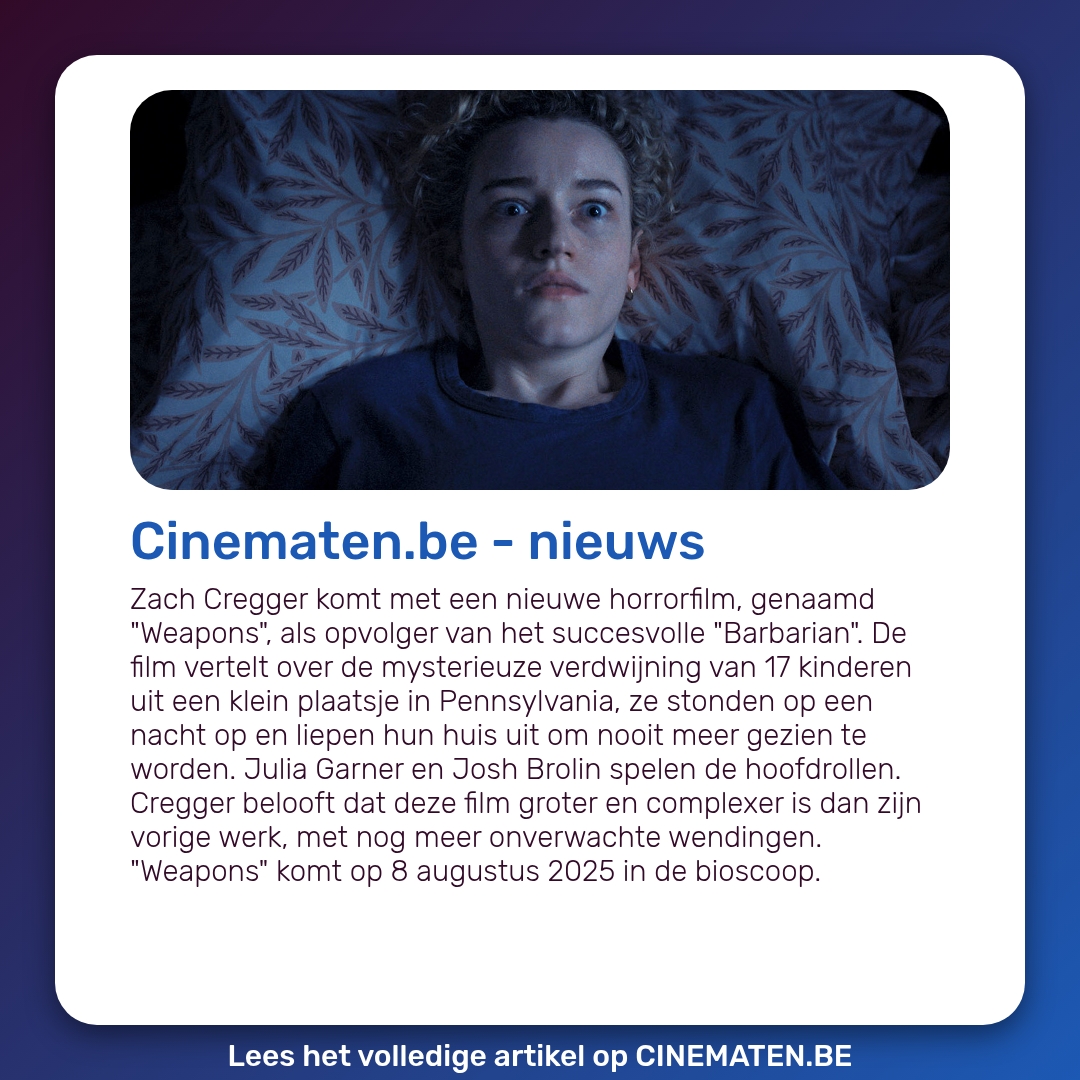 Cinematen.be - nieuws
Zach Cregger komt met een nieuwe horrorfilm, genaamd
"Weapons", als opvolger van het succesvolle "Barbarian". De
film vertelt over de mysterieuze verdwijning van 17 kinderen
uit een klein plaatsje in Pennsylvania, ze stonden op een
nacht op en liepen hun huis uit om nooit meer gezien te
worden. Julia Garner en Josh Brolin spelen de hoofdrollen.
Cregger belooft dat deze film groter en complexer is dan zijn
vorige werk, met nog meer onverwachte wendingen.
"Weapons" komt op 8 augustus 2025 in de bioscoop.
Lees het volledige artikel op CINEMATEN.BE